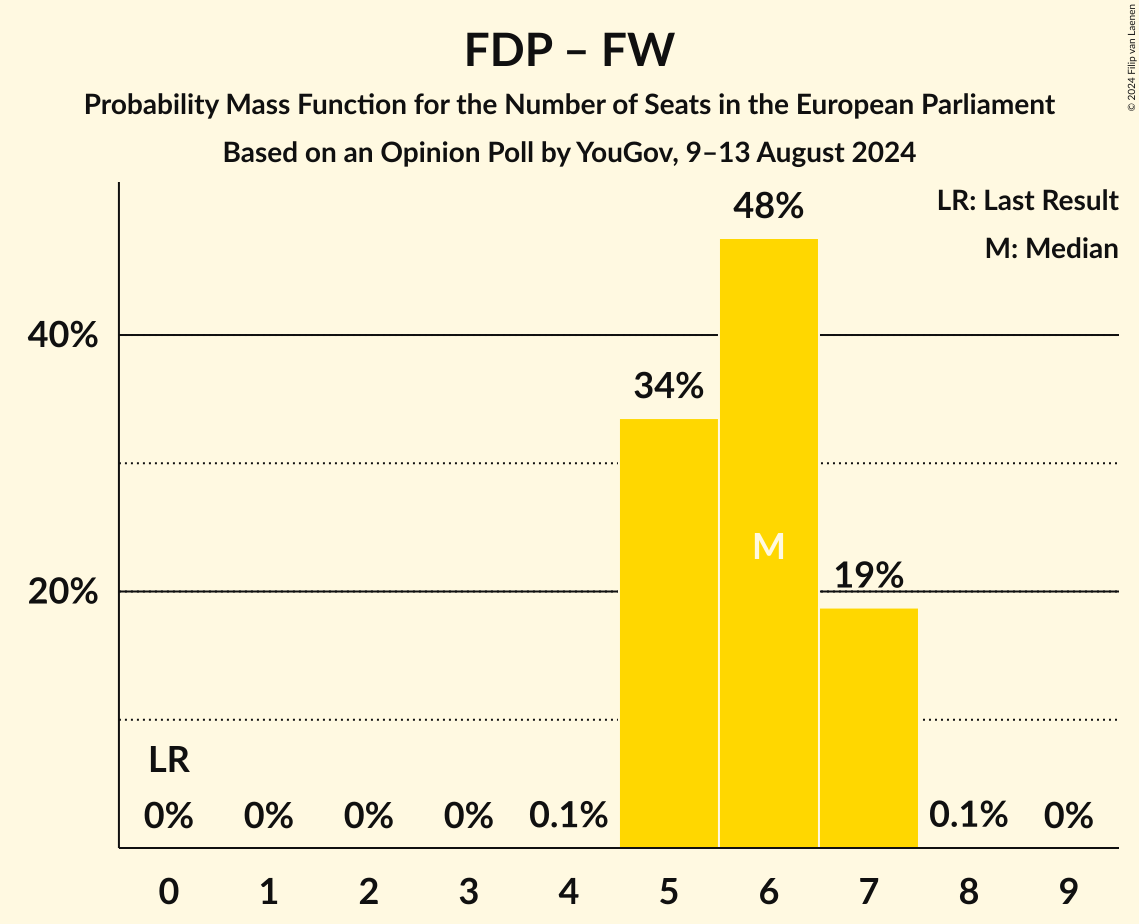 FDP – FW
Probability Mass Function for the Number of Seats in the European Parliament
Based on an Opinion Poll by YouGov, 9–13 August 2024
© 2024 Filip van Laenen
LR: Last Result
M: Median
48%
40%
34%
M
20%
19%
LR
0% 0% 0% 0% 0.1% 0.1% 0%
0 1 2 3 4 5 6 7 8 9